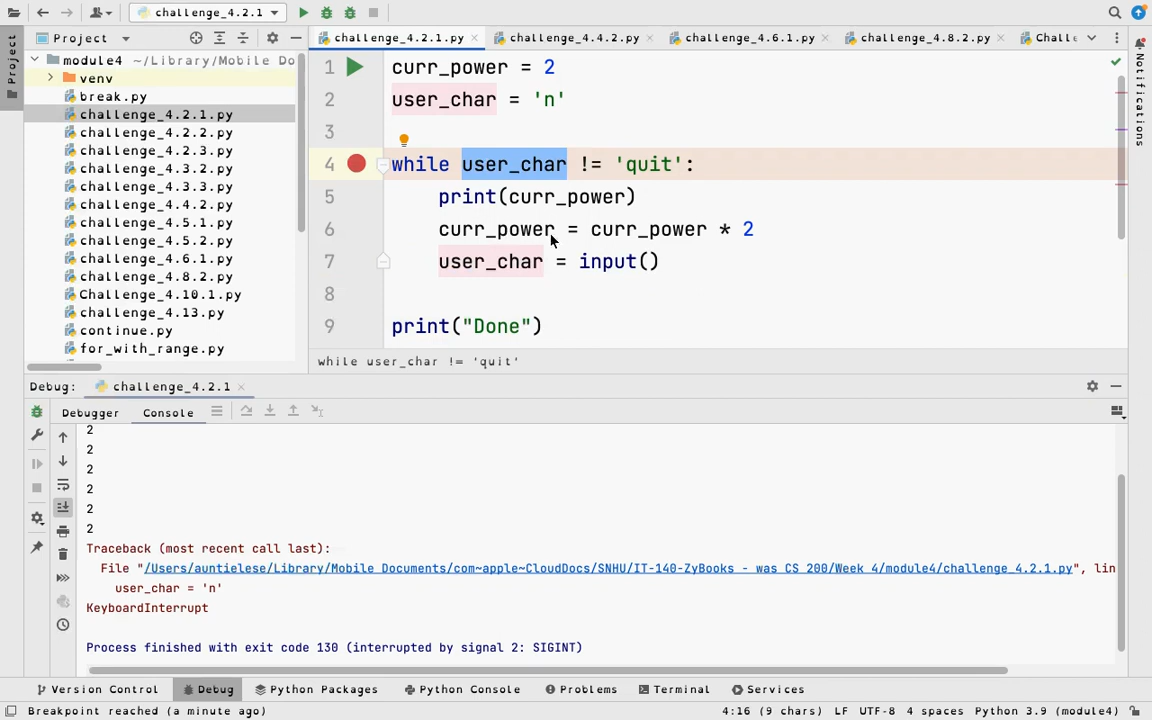 challenge_4.2.1
Project
Project
challenge_4.2.1.py
challenge_4.4.2.py
challenge_4.6.1.py
challenge_4.8.2.py
Challe
Notifications
module4 ~/Library/Mobile Do
venv
break.py
challenge_4.2.1.py
challenge_4.2.2.py
challenge_4.2.3.py
challenge_4.3.2.py
challenge_4.3.3.py
challenge_4.4.2.py
challenge_4.5.1.py
challenge_4.5.2.py
challenge_4.6.1.py
challenge_4.8.2.py
Challenge_4.10.1.py
challenge_4.13.py
continue.py
for_with_range.py
1 curr_power = 2
2 user_char = 'n'
3
4 while user_char != 'quit':
5 print(curr_power)
6 curr_power = curr_power * 2
7 user_char = input()
8
9 print("Done")
while user_char != 'quit'
Debug: challenge_4.2.1
Debugger Console
2
2
2
2
2
2
Traceback (most recent call last):
File "/Users/auntielese/Library/Mobile Documents/com~apple~CloudDocs/SNHU/IT-140-ZyBooks - was CS 200/Week 4/module4/challenge_4.2.1.py", lin
user_char = 'n'
KeyboardInterrupt
Process finished with exit code 130 (interrupted by signal 2: SIGINT)
Version Control Debug Python Packages Python Console Problems Terminal Services
Breakpoint reached (a minute ago) 4:16 (9 chars) LF UTF-8 4 spaces Python 3.9 (module4)